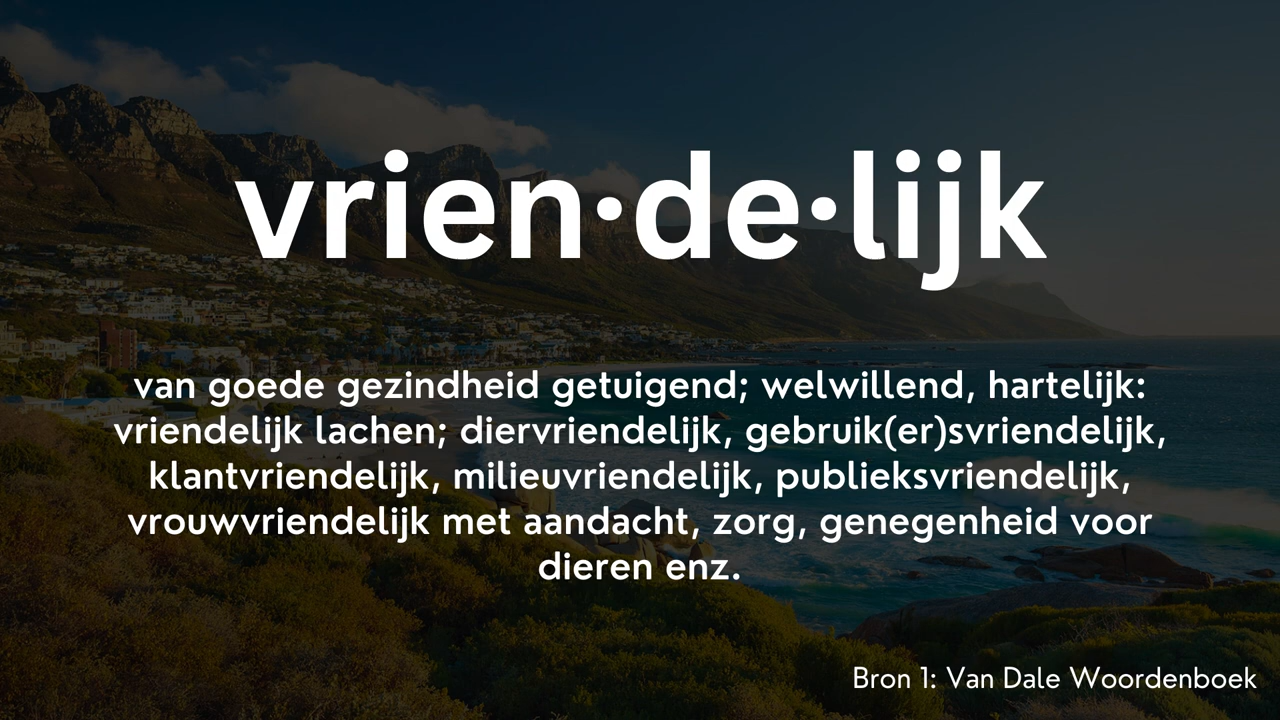 vrien·de·lijk
van goede gezindheid getuigend; welwillend, hartelijk:
vriendelijk lachen; diervriendelijk, gebruik(er)svriendelijk,
klantvriendelijk, milieuvriendelijk, publieksvriendelijk,
vrouwvriendelijk met aandacht, zorg, genegenheid voor
dieren enz.
Bron 1: Van Dale Woordenboek